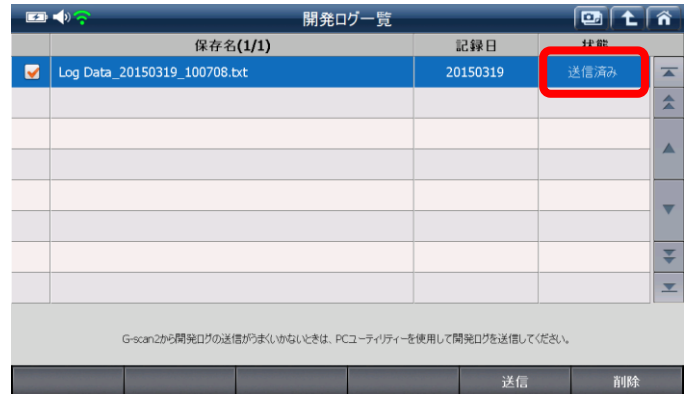 開発ログ一覧
保存名(1/1) 記録日 状態
Log Data_20150319_100708.txt 20150319 送信済み
G-scan2から開発ログの送信がうまくいかないときは、PCユーティリティーを使用して開発ログを送信してください。
送信 削除